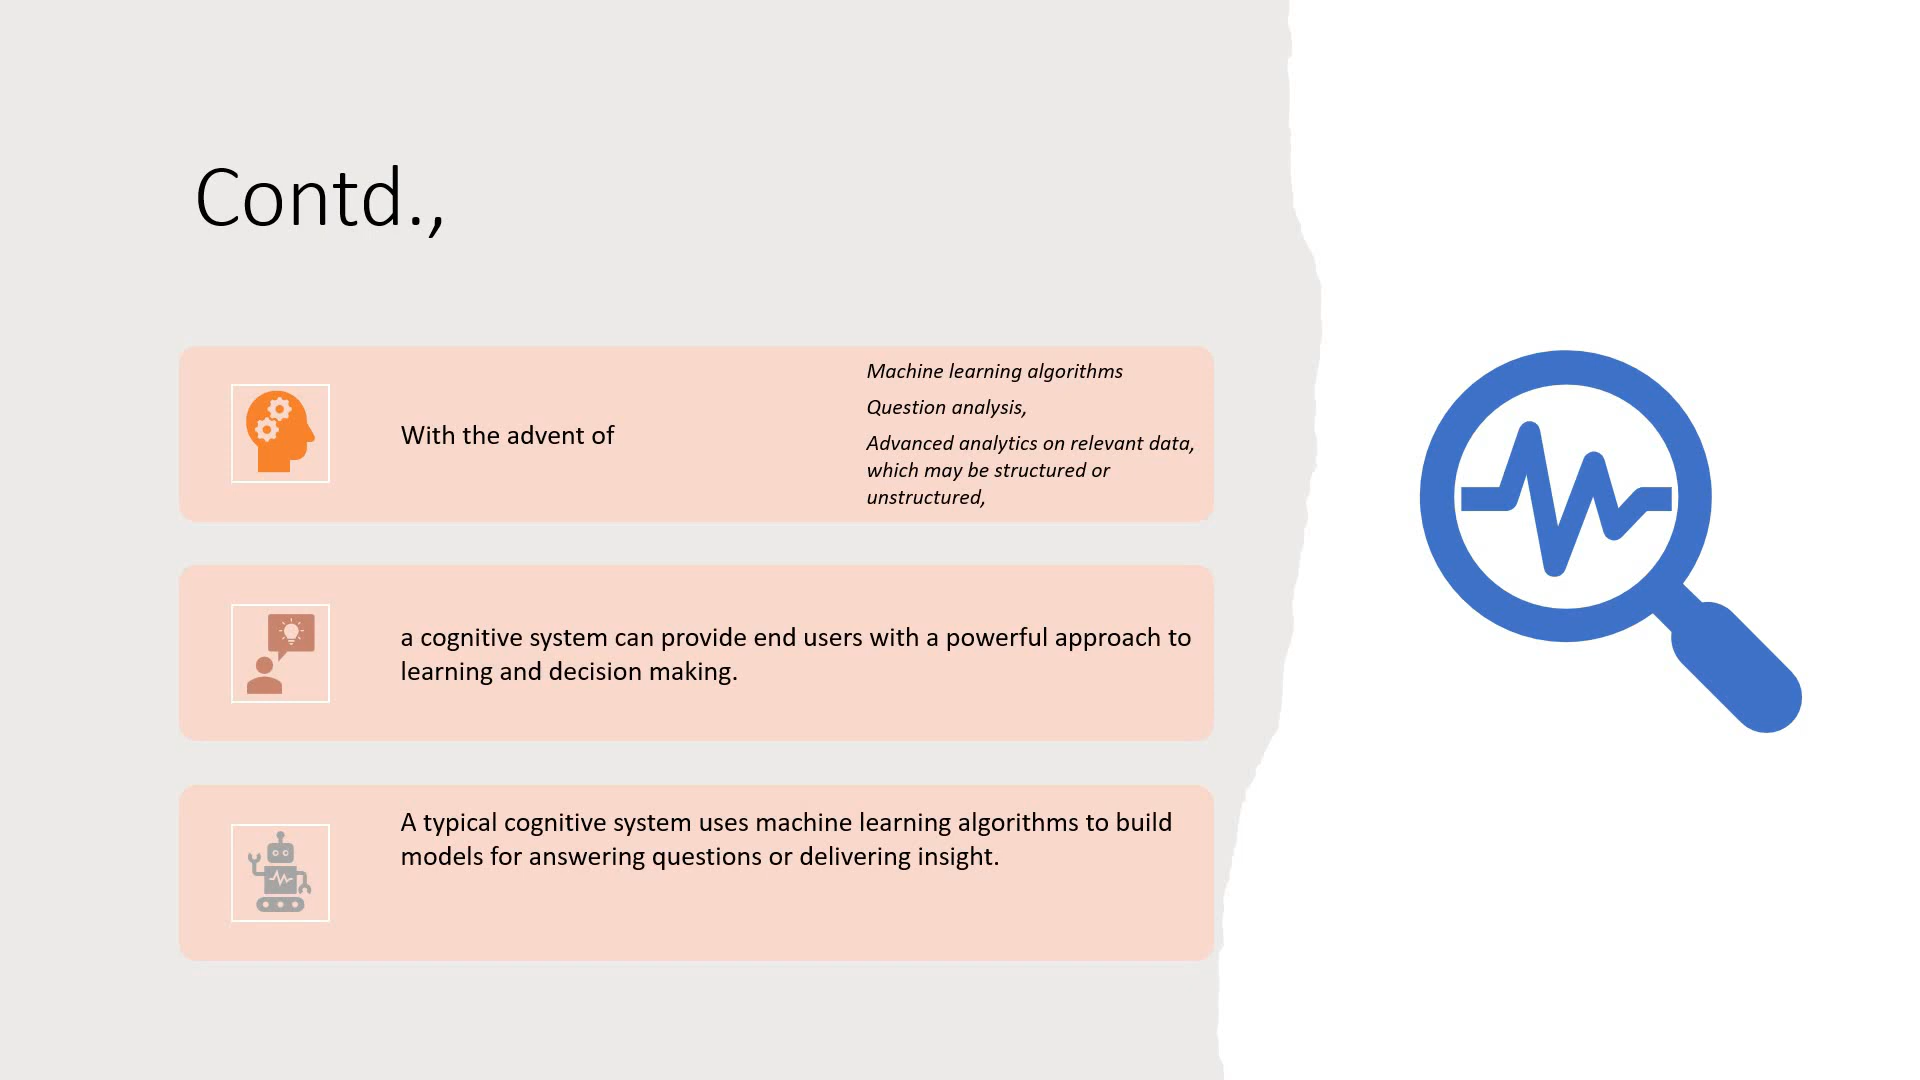 Contd.,
With the advent of
Machine learning algorithms
Question analysis,
Advanced analytics on relevant data,
which may be structured or
unstructured,
a cognitive system can provide end users with a powerful approach to
learning and decision making.
A typical cognitive system uses machine learning algorithms to build
models for answering questions or delivering insight.